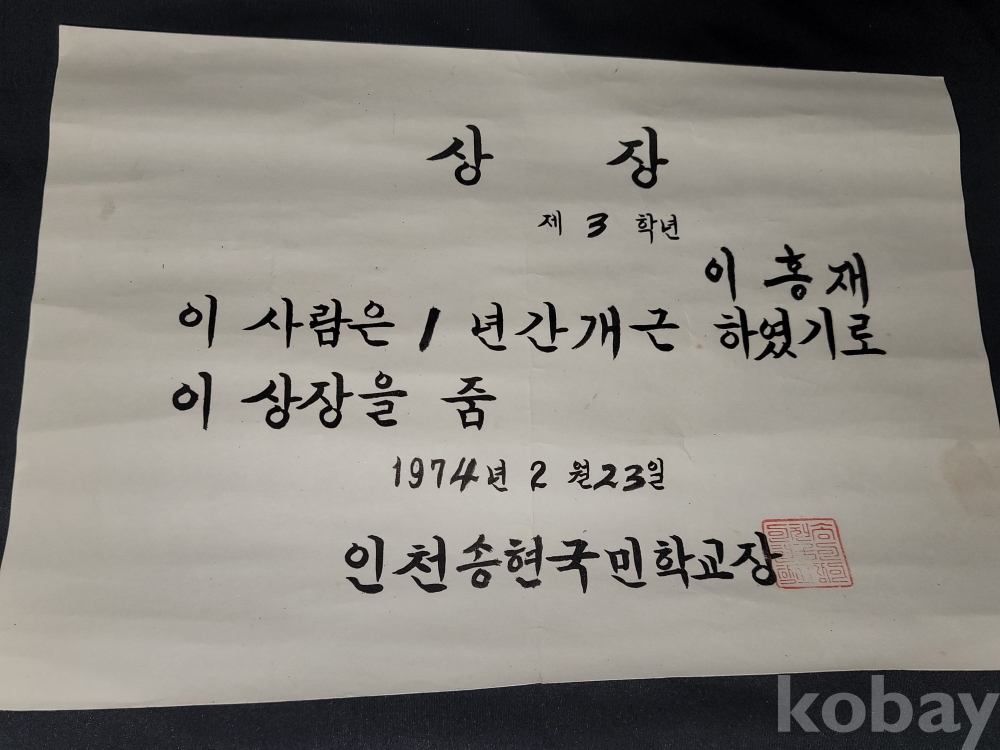 상 장
제 3 학년
이 홍 재
이 사람은 1 년간개근 하였기로
이 상장을 줌
1974년 2 월23일
인천송현국민학교장
kobay